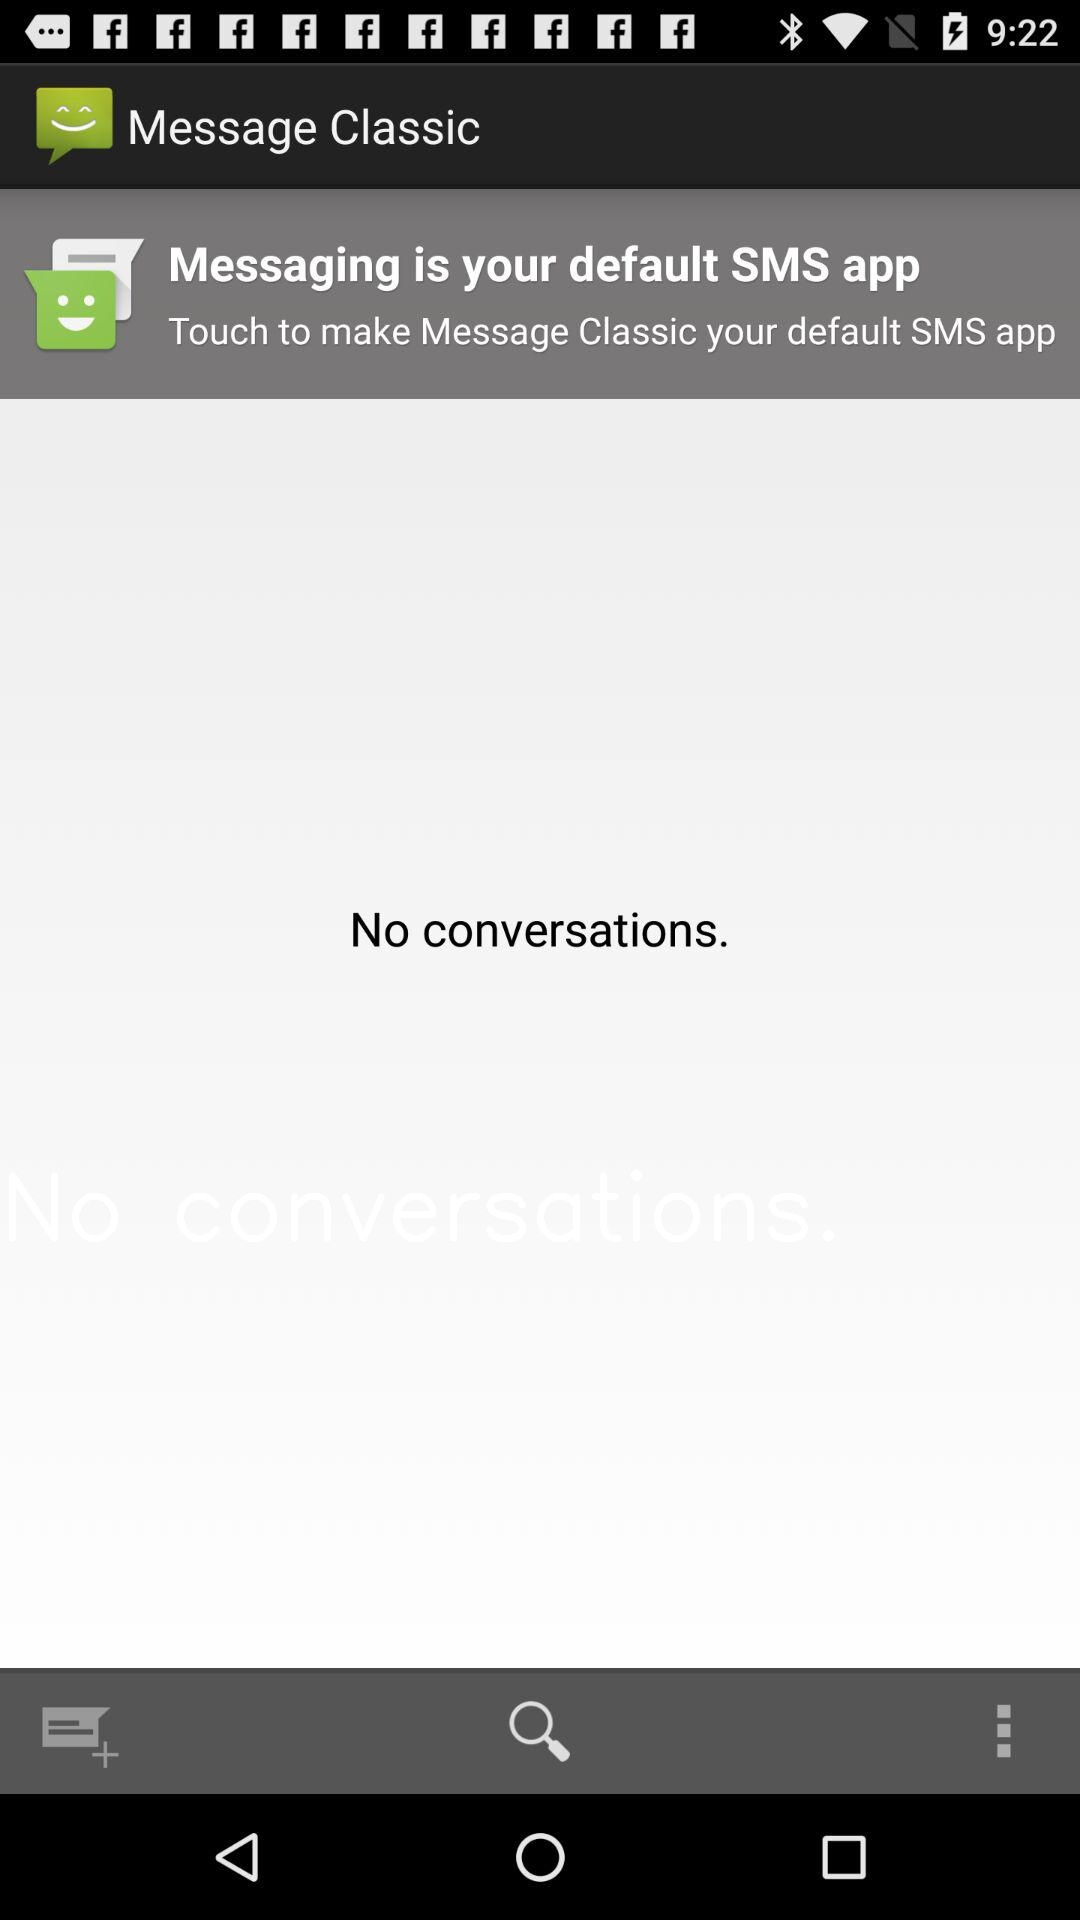 9:22
Message Classic
Messaging is your default SMS app
Touch to make Message Classic your default SMS app
No conversations.
No conversations.